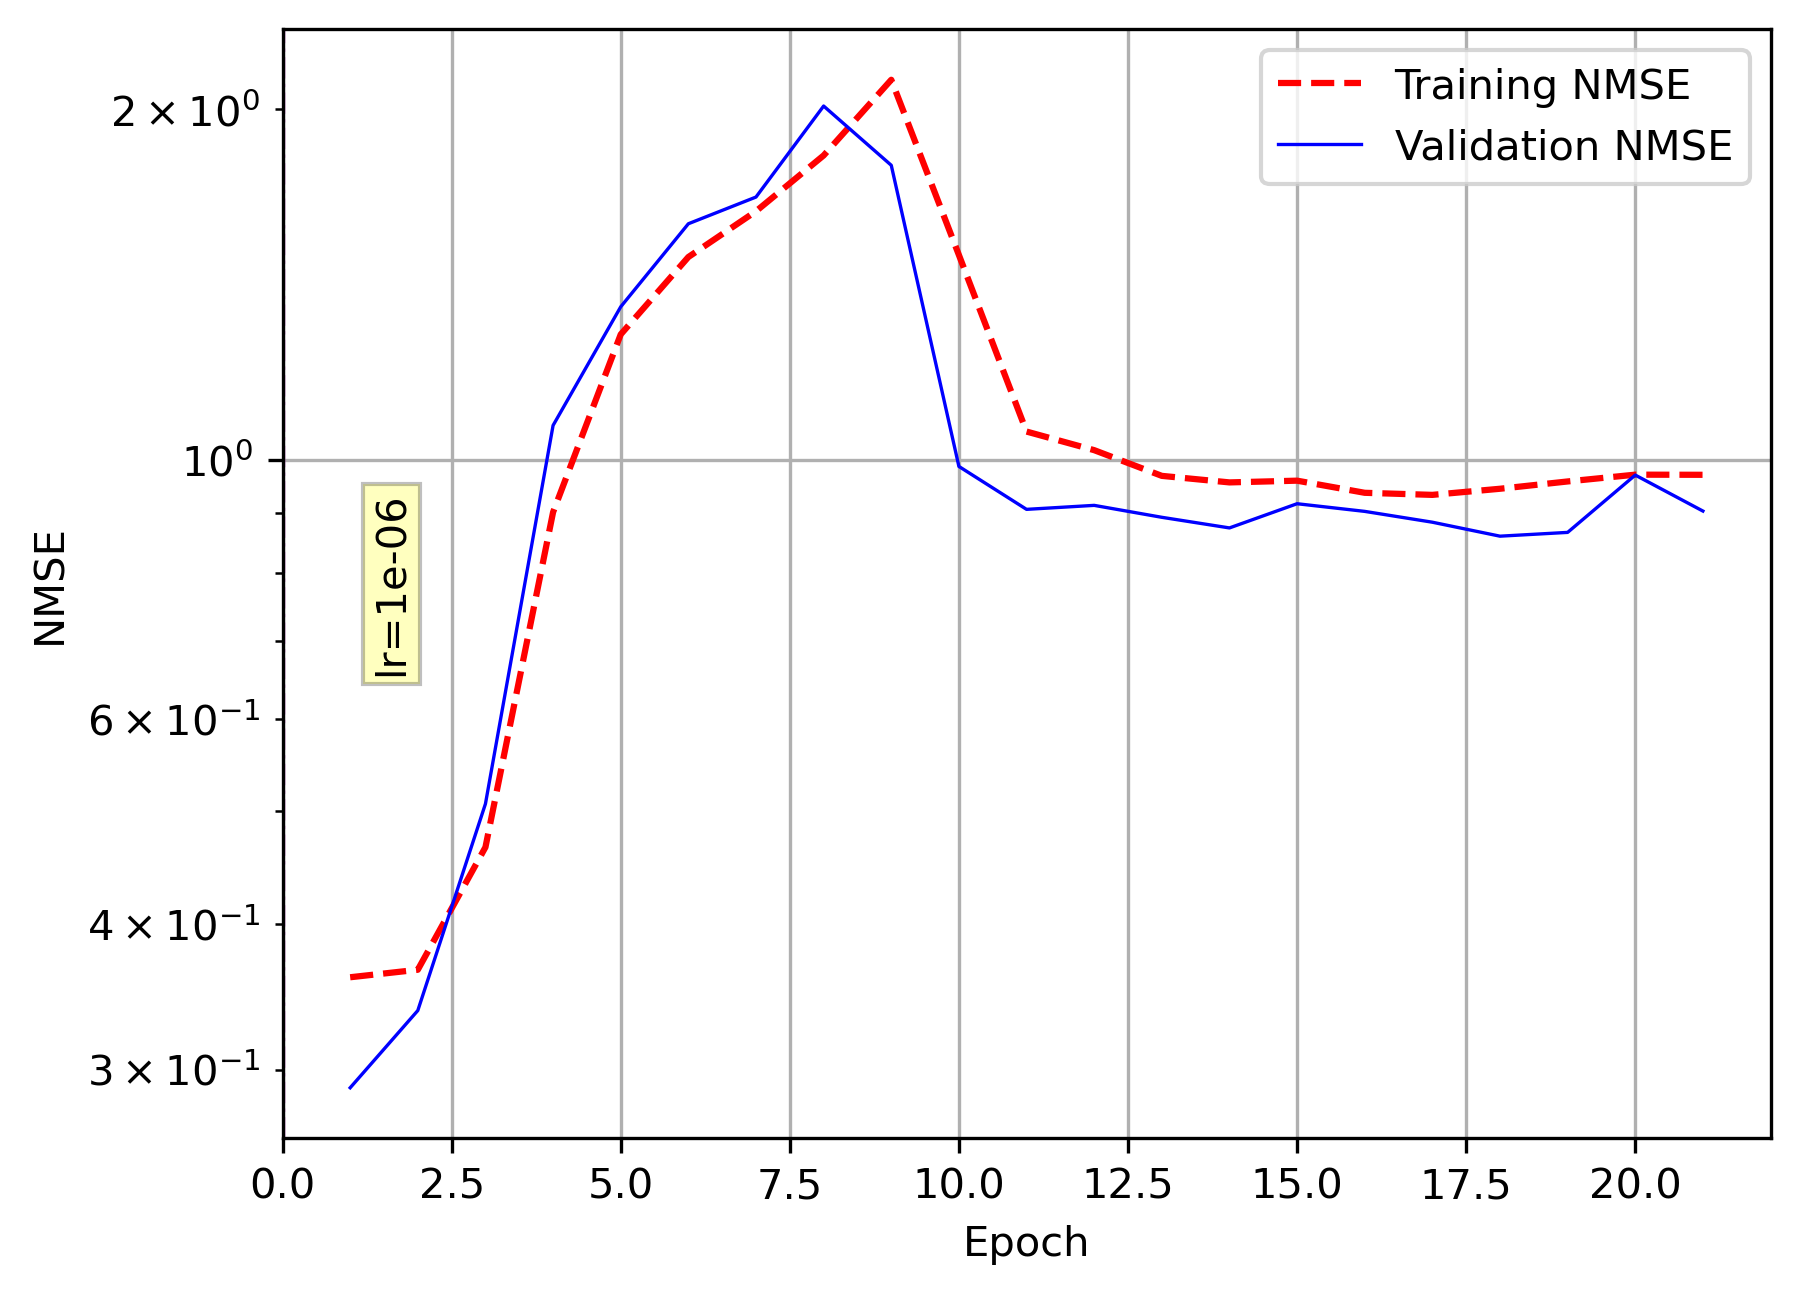 Training NMSE
Validation NMSE
2 × 10⁰
10⁰
6 × 10⁻¹
4 × 10⁻¹
3 × 10⁻¹
NMSE
lr=1e-06
0.0 2.5 5.0 7.5 10.0 12.5 15.0 17.5 20.0
Epoch